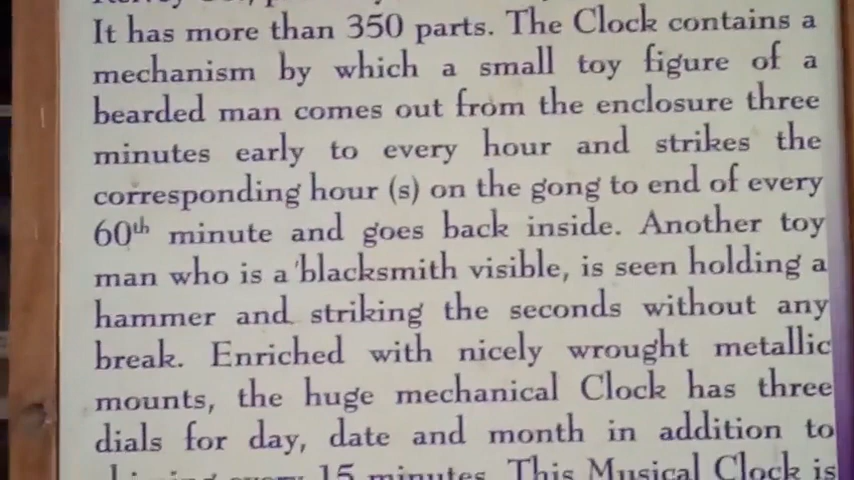 It has more than 350 parts. The Clock contains a
mechanism by which a small toy figure of a
bearded man comes out from the enclosure three
minutes early to every hour and strikes the
corresponding hour (s) on the gong to end of every
60th minute and goes back inside. Another toy
man who is a blacksmith visible, is seen holding a
hammer and striking the seconds without any
break. Enriched with nicely wrought metallic
mounts, the huge mechanical Clock has three
dials for day, date and month in addition to
15 minutes. This Musical Clock is